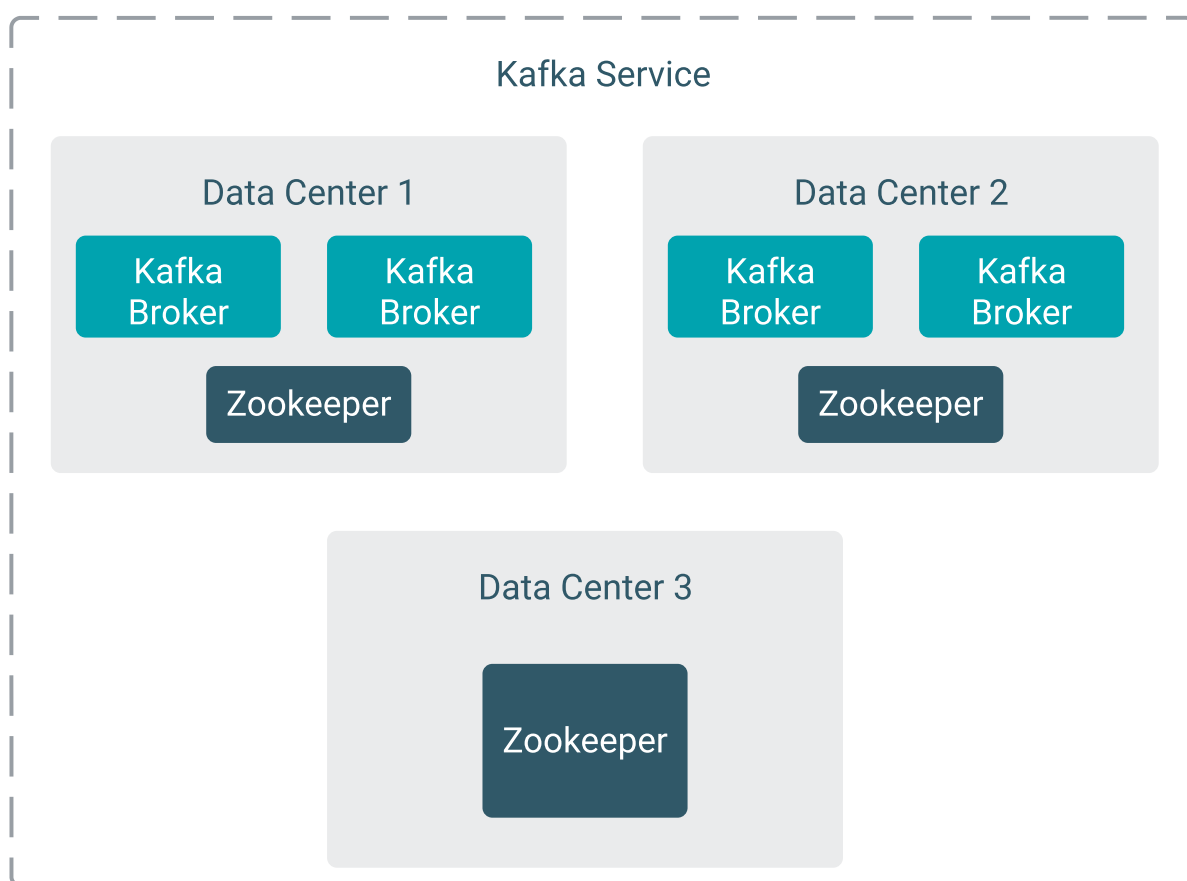 Kafka Service
Data Center 1
Kafka
Broker
Kafka
Broker
Zookeeper
Data Center 2
Kafka
Broker
Kafka
Broker
Zookeeper
Data Center 3
Zookeeper